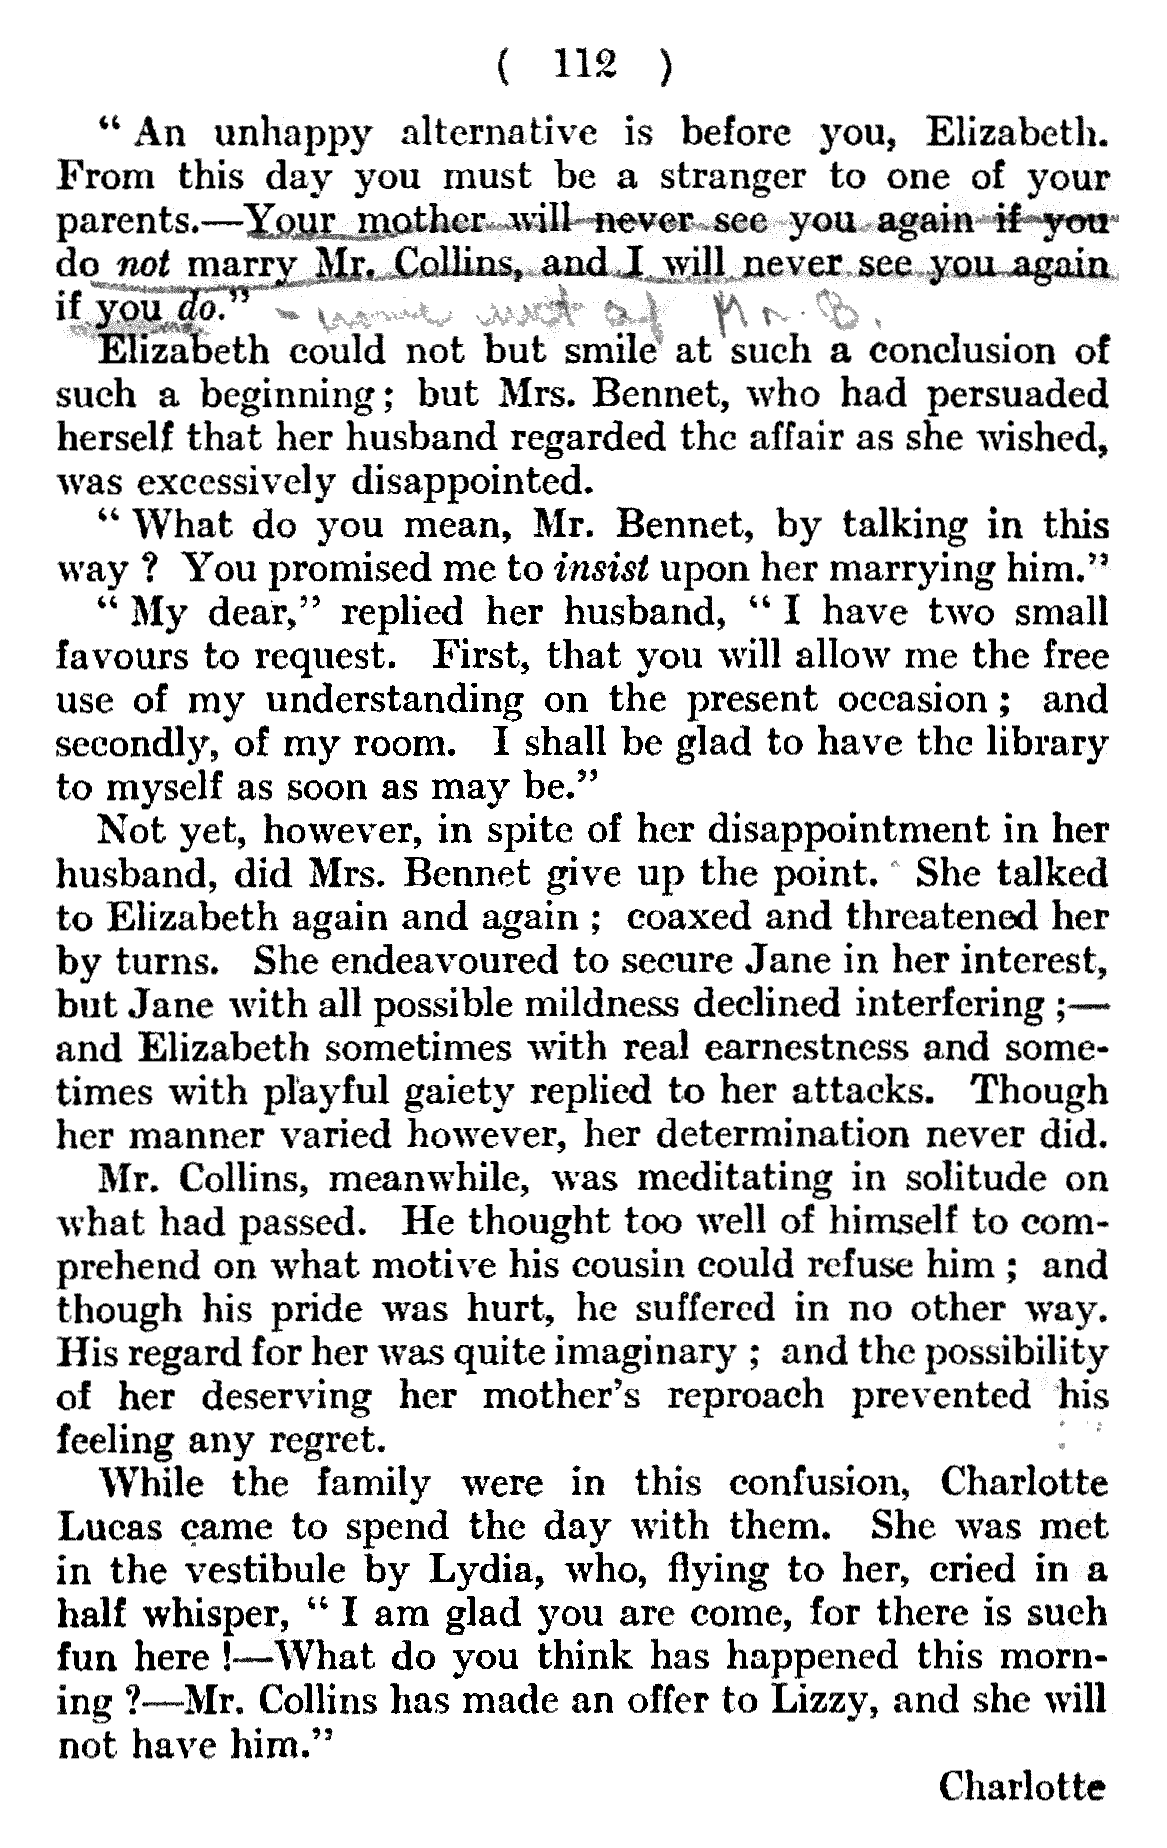 ( 112 )
“ An unhappy alternative is before you, Elizabeth.
From this day you must be a stranger to one of your
parents.—Your mother will never see you again if you
do not marry Mr. Collins, and I will never see you again
if you do.” - of Mr. B.
Elizabeth could not but smile at such a conclusion of
such a beginning ; but Mrs. Bennet, who had persuaded
herself that her husband regarded the affair as she wished,
was excessively disappointed.
“ What do you mean, Mr. Bennet, by talking in this
way ? You promised me to insist upon her marrying him.”
“ My dear,” replied her husband, “ I have two small
favours to request. First, that you will allow me the free
use of my understanding on the present occasion ; and
secondly, of my room. I shall be glad to have the library
to myself as soon as may be.”
Not yet, however, in spite of her disappointment in her
husband, did Mrs. Bennet give up the point. She talked
to Elizabeth again and again ; coaxed and threatened her
by turns. She endeavoured to secure Jane in her interest,
but Jane with all possible mildness declined interfering ;—
and Elizabeth sometimes with real earnestness and some-
times with playful gaiety replied to her attacks. Though
her manner varied however, her determination never did.
Mr. Collins, meanwhile, was meditating in solitude on
what had passed. He thought too well of himself to com-
prehend on what motive his cousin could refuse him ; and
though his pride was hurt, he suffered in no other way.
His regard for her was quite imaginary ; and the possibility
of her deserving her mother’s reproach prevented his
feeling any regret.
While the family were in this confusion, Charlotte
Lucas came to spend the day with them. She was met
in the vestibule by Lydia, who, flying to her, cried in a
half whisper, “ I am glad you are come, for there is such
fun here !—What do you think has happened this morn-
ing ?—Mr. Collins has made an offer to Lizzy, and she will
not have him.”
Charlotte